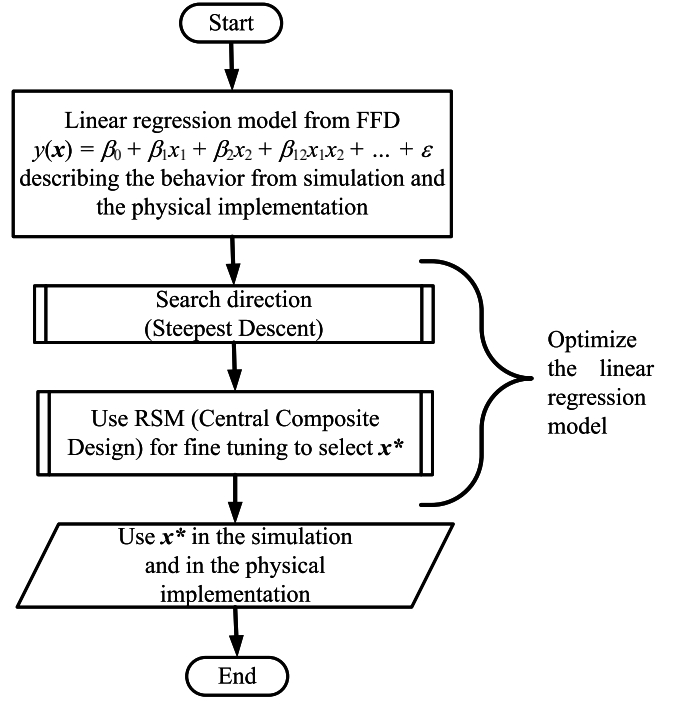 Start
Linear regression model from FFD
y(x) = β₀ + β₁x₁ + β₂x₂ + β₁₂x₁x₂ + ... + ε
describing the behavior from simulation and
the physical implementation
Search direction
(Steepest Descent)
Use RSM (Central Composite
Design) for fine tuning to select x*
Optimize
the linear
regression
model
Use x* in the simulation
and in the physical
implementation
End